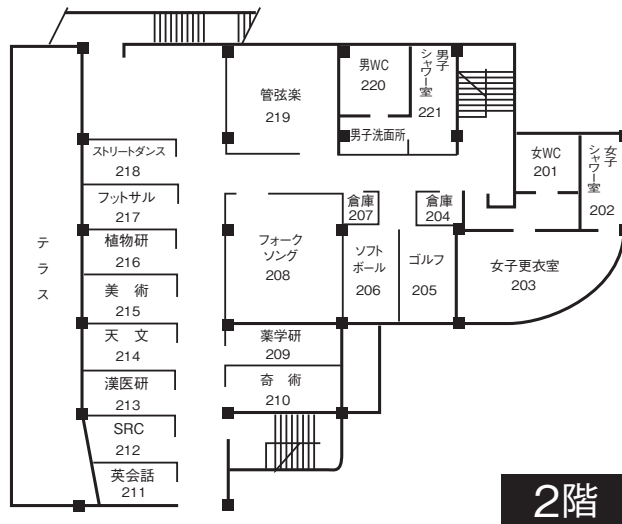 男WC
220
男子
シャワー室
221
管弦楽
219
男子洗面所
ストリートダンス
218
女WC
201
女子
シャワー室
202
フットサル
217
倉庫
207
倉庫
204
テラス
植物研
216
フォーク
ソング
208
ソフト
ボール
206
ゴルフ
205
女子更衣室
203
美 術
215
天 文
214
薬学研
209
漢医研
213
奇 術
210
SRC
212
英会話
211
2階